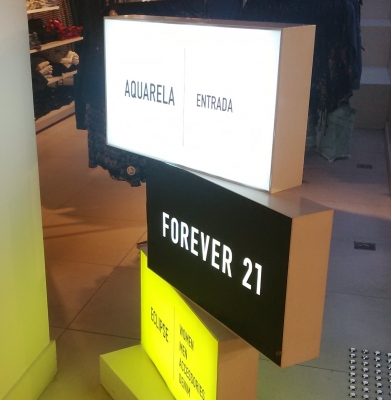 AQUARELA
ENTRADA
FOREVER 21
ECLIPSE
WOMEN
MEN
ACCESSORIES
DENIM